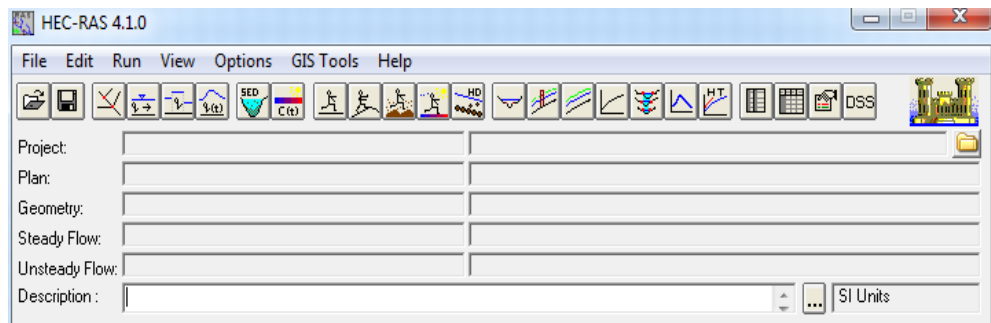 HEC-RAS 4.1.0
File Edit Run View Options GIS Tools Help
SED C(t) HD HT DSS
Project:
Plan:
Geometry:
Steady Flow:
Unsteady Flow:
Description : ... SI Units